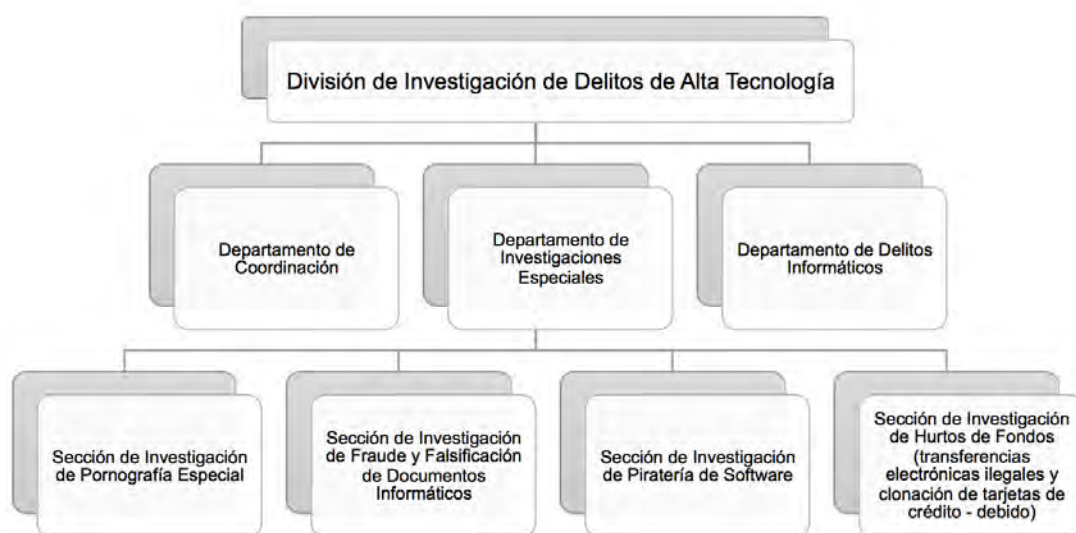 División de Investigación de Delitos de Alta Tecnología
Departamento de
Coordinación
Departamento de
Investigaciones
Especiales
Departamento de Delitos
Informáticos
Sección de Investigación
de Pornografía Especial
Sección de Investigación
de Fraude y Falsificación
de Documentos
Informáticos
Sección de Investigación
de Piratería de Software
Sección de Investigación
de Hurtos de Fondos
(transferencias
electrónicas ilegales y
clonación de tarjetas de
crédito - debido)